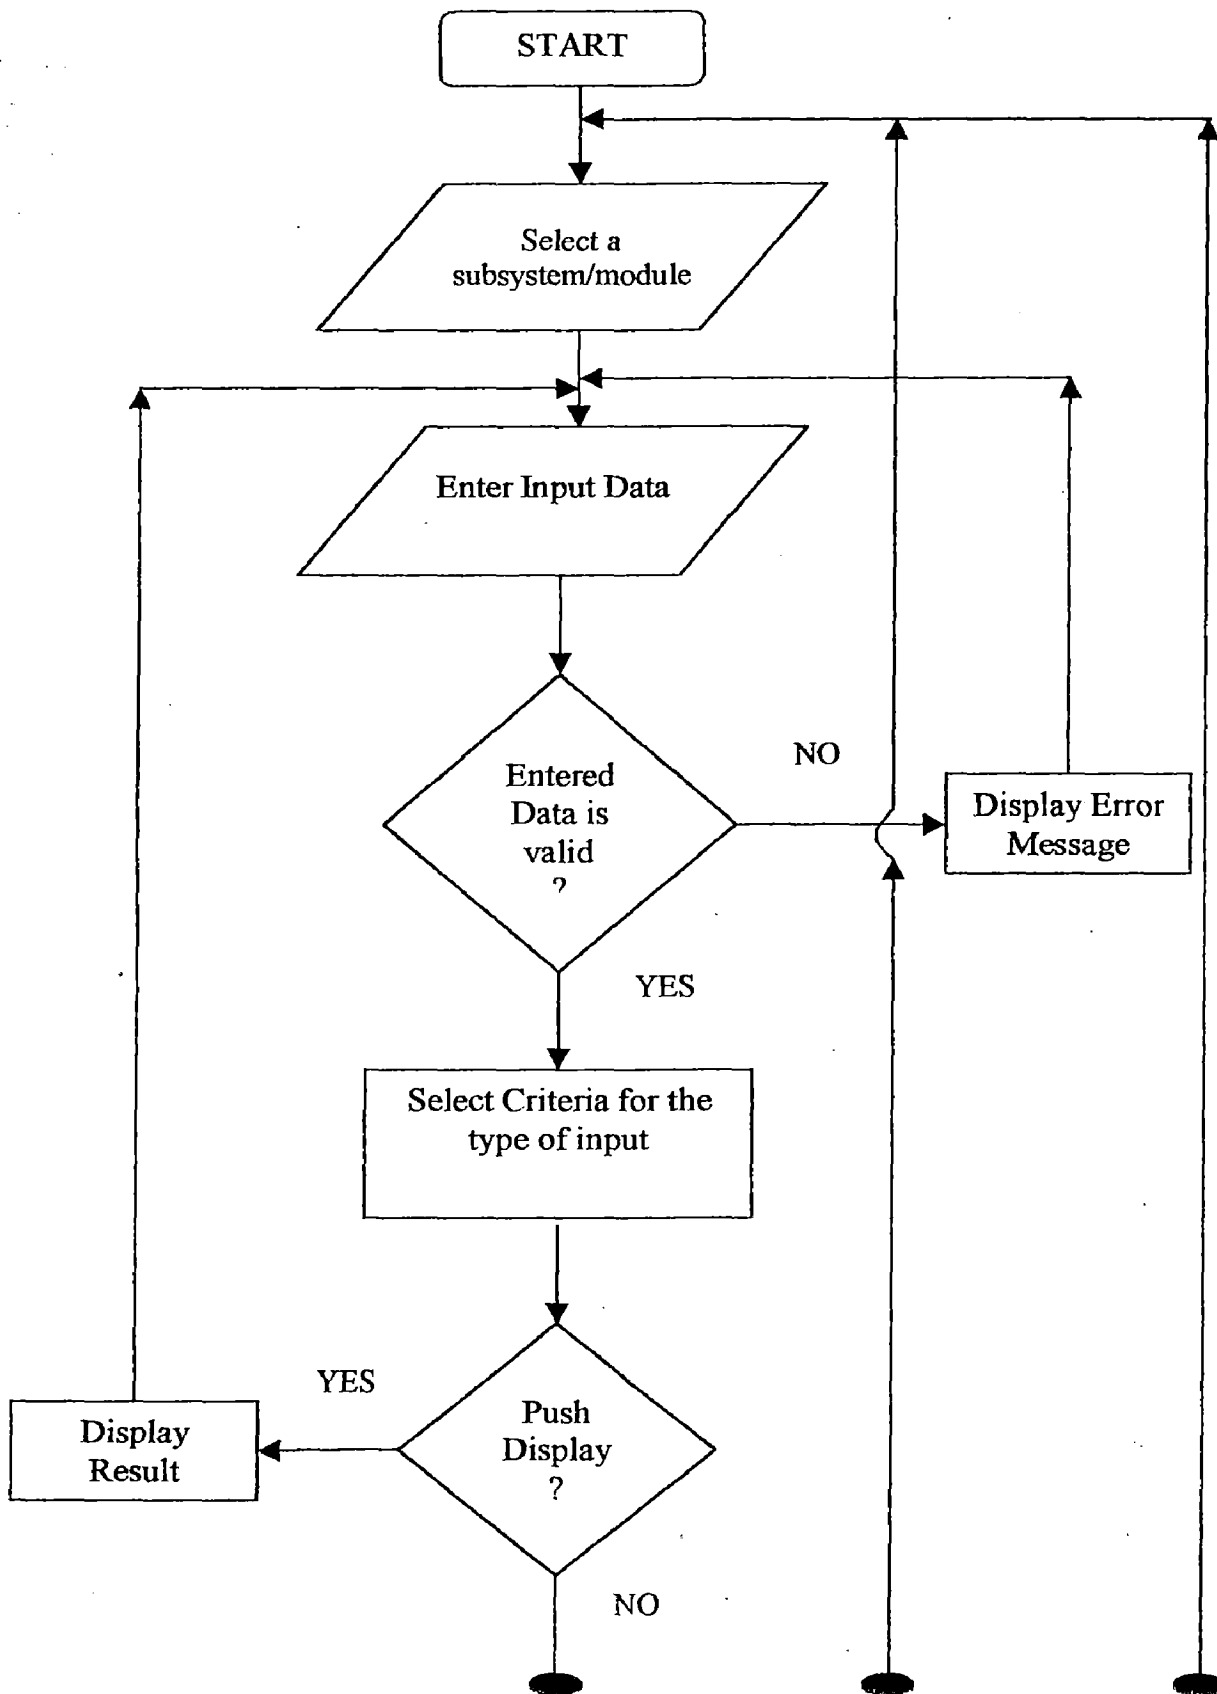 START
Select a
subsystem/module
Enter Input Data
Entered
Data is
valid
?
NO
Display Error
Message
YES
Select Criteria for the
type of input
YES
Push
Display
?
Display
Result
NO